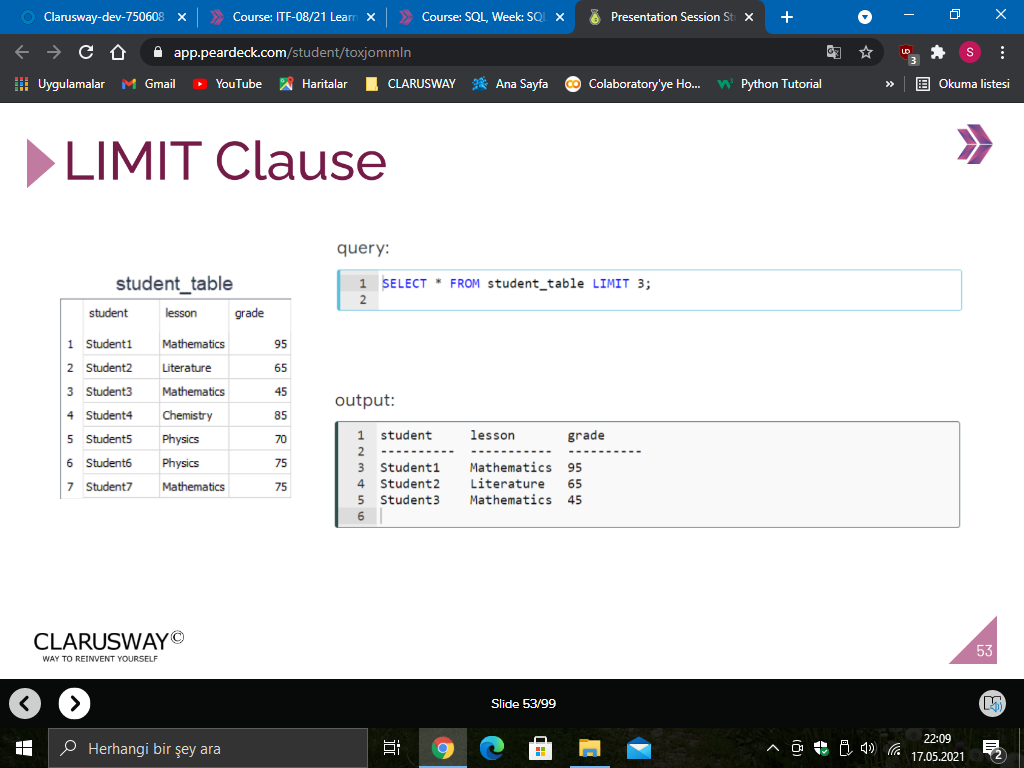 Clarusway-dev-750608
Course: ITF-08/21 Learn
Course: SQL, Week: SQL
Presentation Session St
app.peardeck.com/student/toxjommln
3
S
Uygulamalar
Gmail
YouTube
Haritalar
CLARUSWAY
Ana Sayfa
Colaboratory'ye Ho...
Python Tutorial
»
Okuma listesi
LIMIT Clause
query:
1 SELECT * FROM student_table LIMIT 3;
2
student_table
student lesson grade
1 Student1 Mathematics 95
2 Student2 Literature 65
3 Student3 Mathematics 45
4 Student4 Chemistry 85
5 Student5 Physics 70
6 Student6 Physics 75
7 Student7 Mathematics 75
output:
1 student lesson grade
2 ---------- ----------- ----------
3 Student1 Mathematics 95
4 Student2 Literature 65
5 Student3 Mathematics 45
6
CLARUSWAY©
WAY TO REINVENT YOURSELF
53
Slide 53/99
Herhangi bir şey ara
22:09
17.05.2021
2